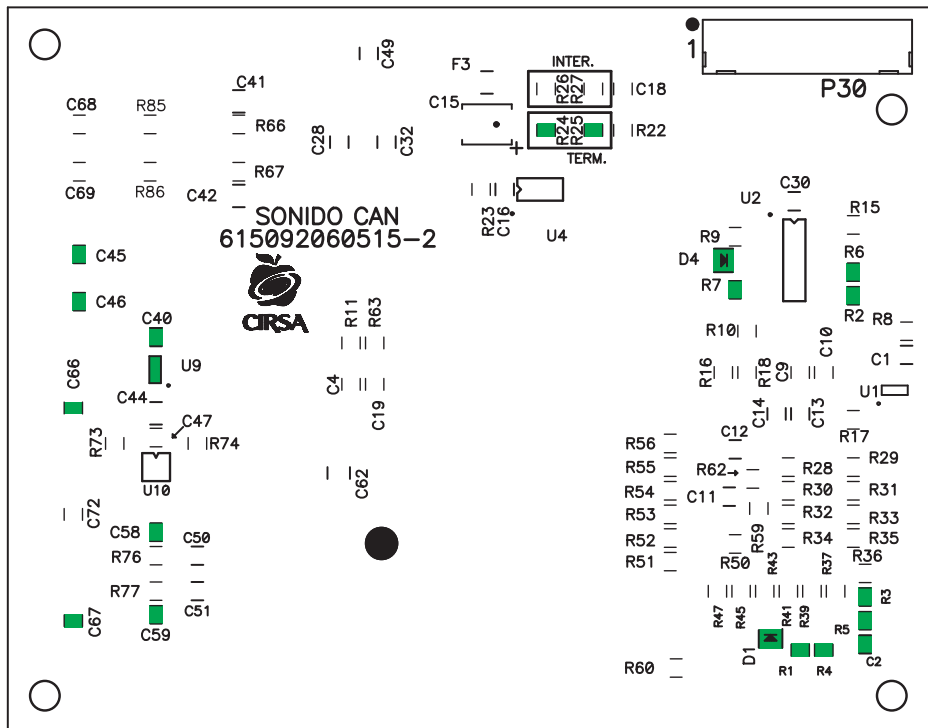 C49
F3
INTER.
R26
R27
C18
1
P30
C41
C68
R85
R66
C15
C28
C32
R24
R25
R22
+
TERM.
R67
C69
R86
C42
R23
C16
U4
SONIDO CAN
615092060515-2
CIRSA
C30
U2
R15
R9
R6
D4
R7
R2
C45
C46
C40
R11
R63
R10
R8
C10
C1
U9
C66
C4
C19
R16
R18
C9
U1
C44
C47
C14
C13
R73
R74
C12
R17
R56
U10
C62
R55
R62
R28
R29
R54
C11
R30
R31
C72
R53
R32
R33
C58
C50
R52
R59
R34
R35
R76
R51
R50
R43
R37
R36
R77
C51
C59
C67
R47
R45
R41
R39
R3
R5
D1
R1
R4
C2
R60